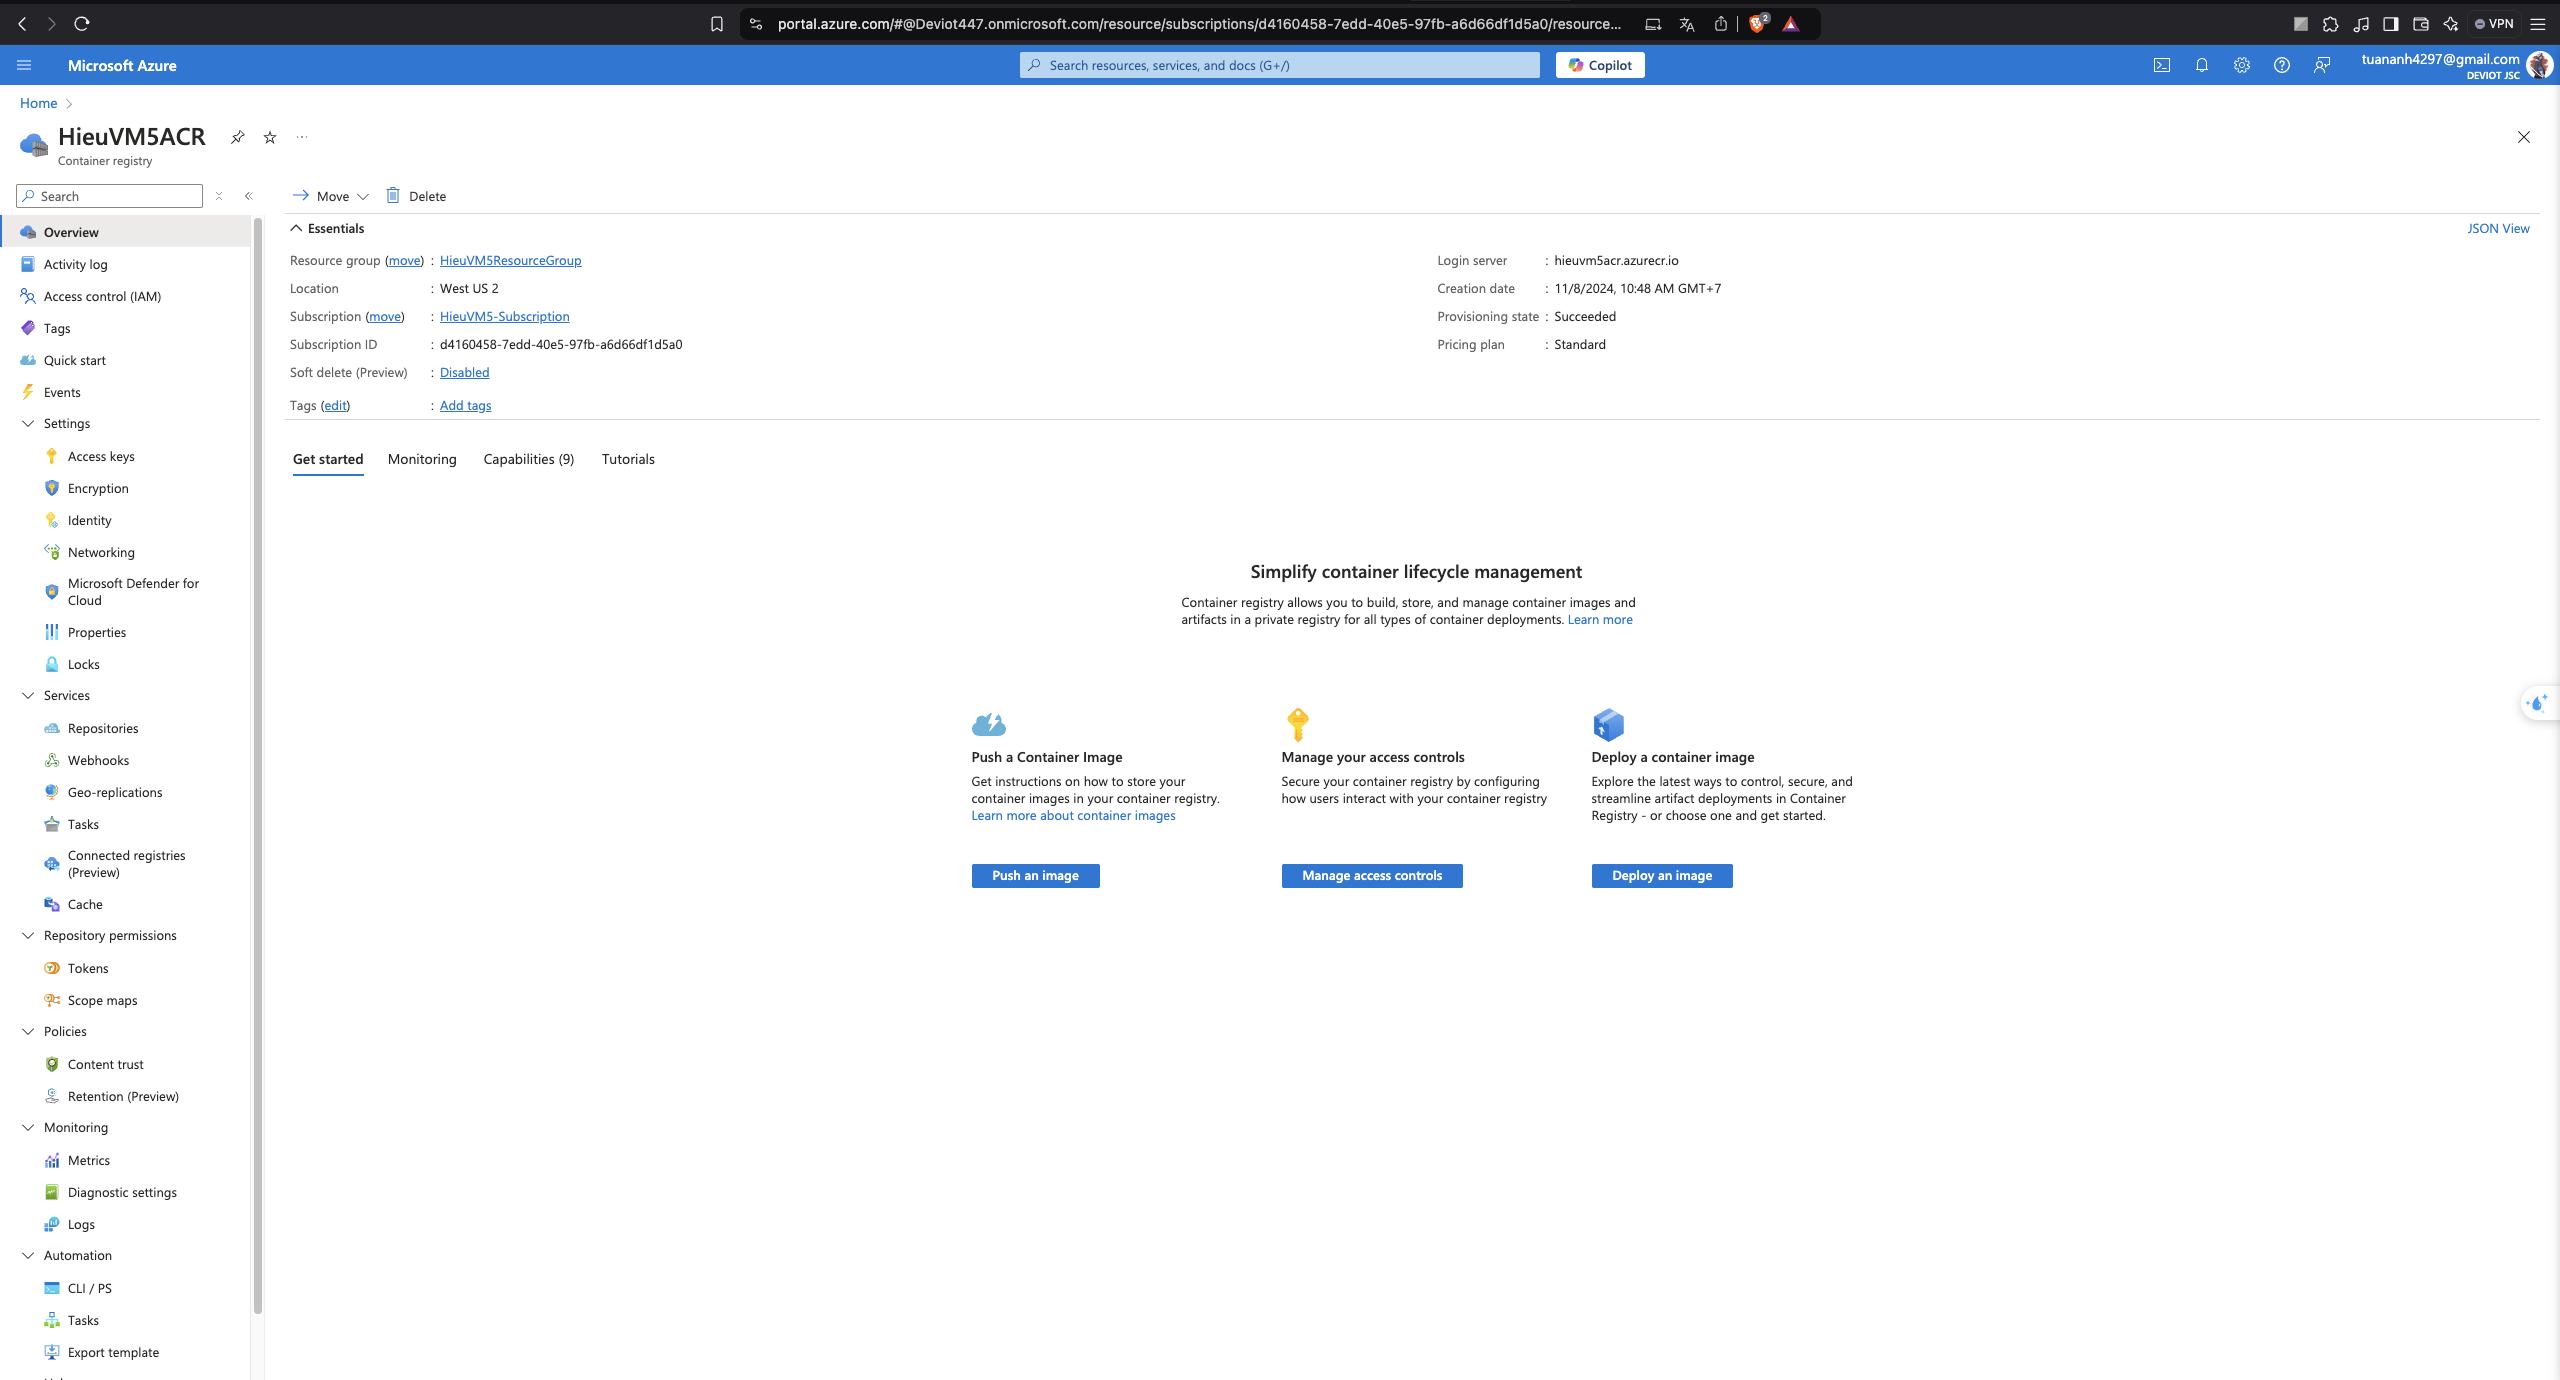 portal.azure.com/#@Deviot447.onmicrosoft.com/resource/subscriptions/d4160458-7edd-40e5-97fb-a6d66df1d5a0/resource...
2
VPN
Microsoft Azure
Search resources, services, and docs (G+/)
Copilot
tuananh4297@gmail.com
DEVIOT JSC
Home
HieuVM5ACR
Container registry
Search
Move
Delete
Overview
Activity log
Access control (IAM)
Tags
Quick start
Events
Settings
Access keys
Encryption
Identity
Networking
Microsoft Defender for
Cloud
Properties
Locks
Services
Repositories
Webhooks
Geo-replications
Tasks
Connected registries
(Preview)
Cache
Repository permissions
Tokens
Scope maps
Policies
Content trust
Retention (Preview)
Monitoring
Metrics
Diagnostic settings
Logs
Automation
CLI / PS
Tasks
Export template
Essentials
JSON View
Resource group (move) : HieuVM5ResourceGroup
Location : West US 2
Subscription (move) : HieuVM5-Subscription
Subscription ID : d4160458-7edd-40e5-97fb-a6d66df1d5a0
Soft delete (Preview) : Disabled
Tags (edit) : Add tags
Login server : hieuvm5acr.azurecr.io
Creation date : 11/8/2024, 10:48 AM GMT+7
Provisioning state : Succeeded
Pricing plan : Standard
Get started Monitoring Capabilities (9) Tutorials
Simplify container lifecycle management
Container registry allows you to build, store, and manage container images and
artifacts in a private registry for all types of container deployments. Learn more
Push a Container Image
Get instructions on how to store your
container images in your container registry.
Learn more about container images
Push an image
Manage your access controls
Secure your container registry by configuring
how users interact with your container registry
Manage access controls
Deploy a container image
Explore the latest ways to control, secure, and
streamline artifact deployments in Container
Registry - or choose one and get started.
Deploy an image